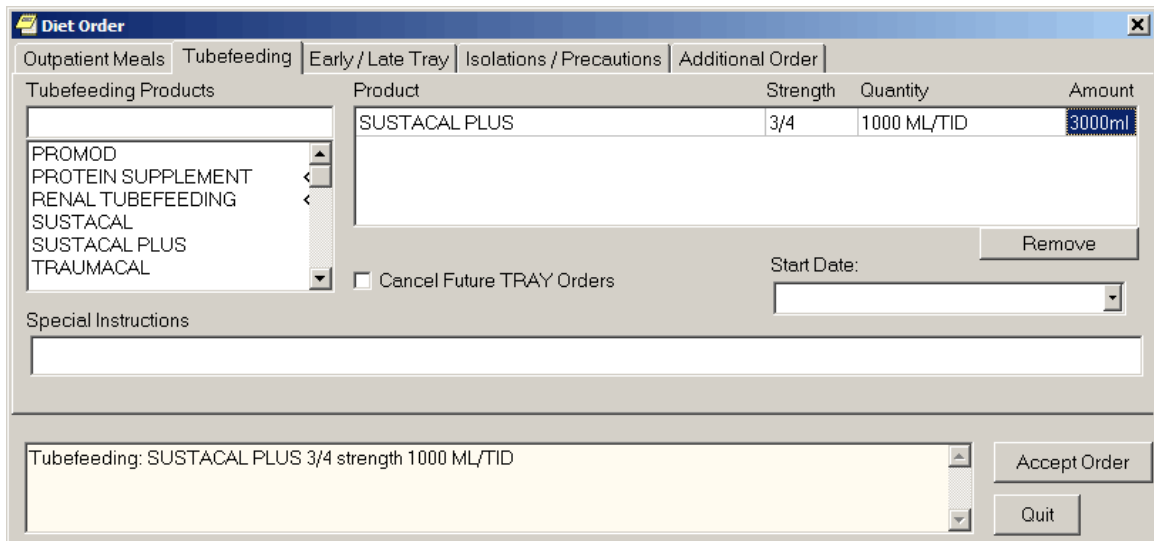 Diet Order
Outpatient Meals Tubefeeding Early / Late Tray Isolations / Precautions Additional Order
Tubefeeding Products Product Strength Quantity Amount
SUSTACAL PLUS 3/4 1000 ML/TID 3000ml
PROMOD
PROTEIN SUPPLEMENT <
RENAL TUBEFEEDING <
SUSTACAL
SUSTACAL PLUS
TRAUMACAL
Remove
Cancel Future TRAY Orders Start Date:
Special Instructions
Tubefeeding: SUSTACAL PLUS 3/4 strength 1000 ML/TID
Accept Order
Quit